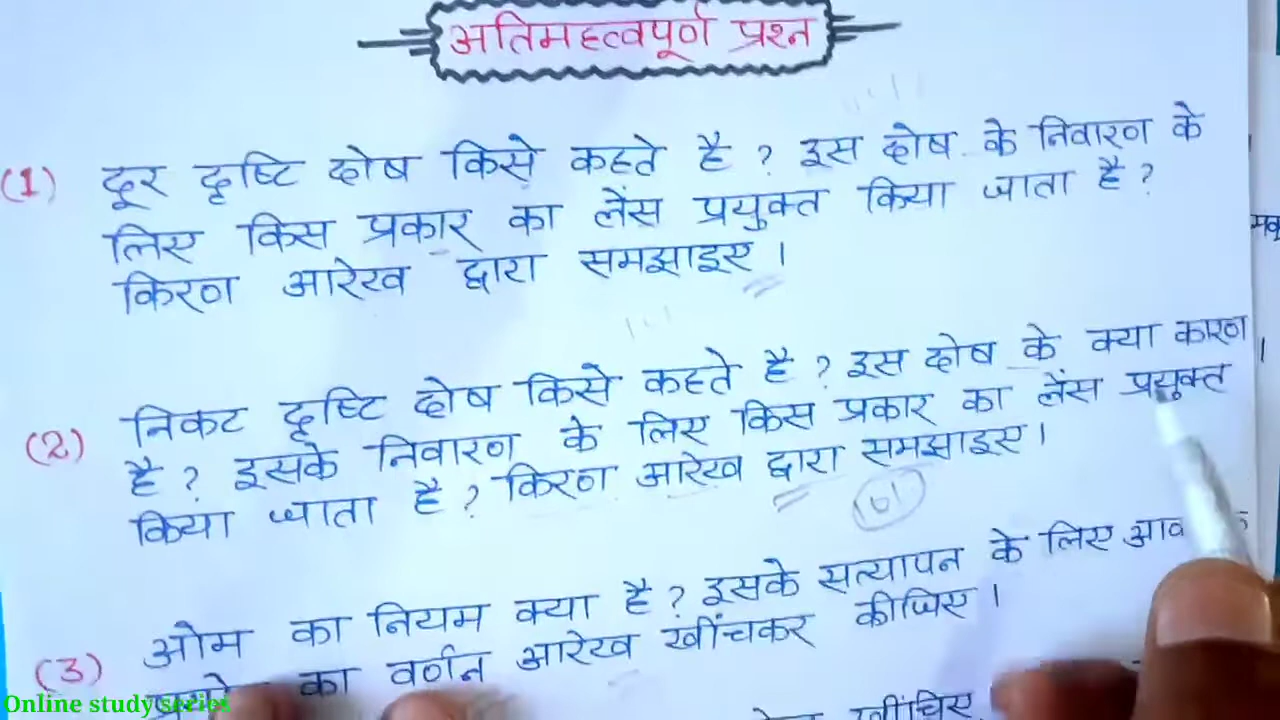 अतिमहत्वपूर्ण प्रश्न
(1) दूर दृष्टि दोष किसे कहते है ? इस दोष के निवारण के
लिए किस प्रकार का लेंस प्रयुक्त किया जाता है ?
किरण आरेख द्वारा समझाइए ।
(2) निकट दृष्टि दोष किसे कहते है ? इस दोष के क्या कारण
है ? इसके निवारण के लिए किस प्रकार का लेंस प्रयुक्त
किया जाता है ? किरण आरेख द्वारा समझाइए ।
(3) ओम का नियम क्या है ? इसके सत्यापन के लिए
का वर्णन आरेख खींचकर कीजिए ।
खींचिए
Online study series